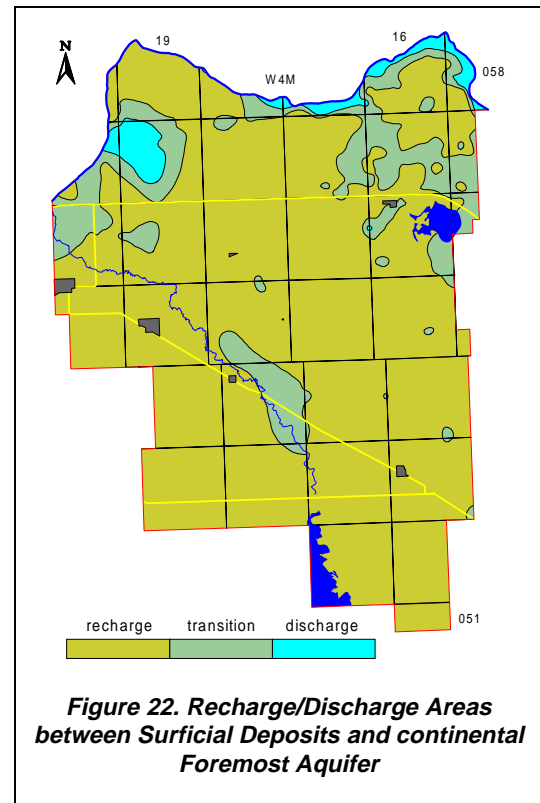 N
19
16
W4M
058
051
recharge transition discharge
Figure 22. Recharge/Discharge Areas
between Surficial Deposits and continental
Foremost Aquifer